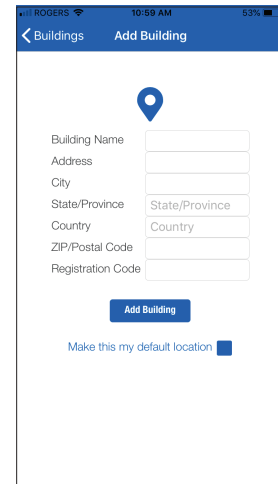 ROGERS 10:59 AM 53%
Buildings Add Building
Building Name
Address
City
State/Province State/Province
Country Country
ZIP/Postal Code
Registration Code
Add Building
Make this my default location